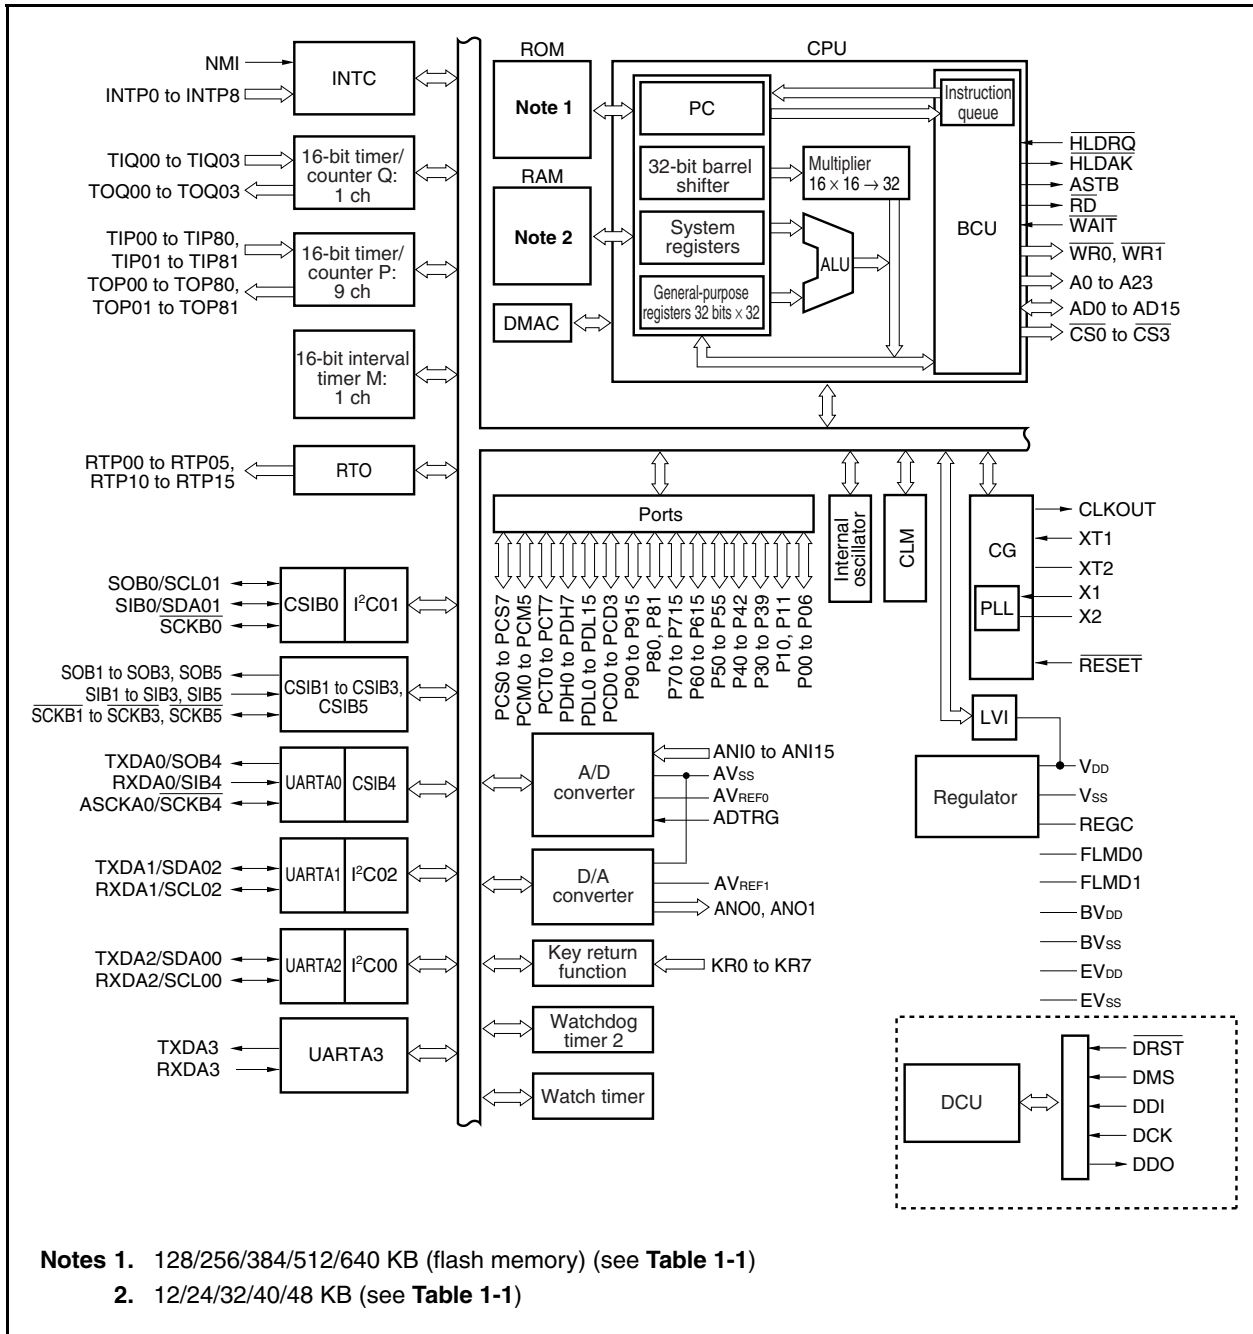 ROM
CPU
NMI
INTP0 to INTP8
INTC
Note 1
PC
Instruction
queue
TIQ00 to TIQ03
TOQ00 to TOQ03
16-bit timer/
counter Q:
1 ch
RAM
Note 2
32-bit barrel
shifter
Multiplier
16 × 16 → 32
System
registers
ALU
General-purpose
registers 32 bits × 32
BCU
HLDRQ
HLDAK
ASTB
RD
WAIT
WR0, WR1
A0 to A23
AD0 to AD15
CS0 to CS3
TIP00 to TIP80,
TIP01 to TIP81
TOP00 to TOP80,
TOP01 to TOP81
16-bit timer/
counter P:
9 ch
DMAC
16-bit interval
timer M:
1 ch
RTP00 to RTP05,
RTP10 to RTP15
RTO
Ports
Internal
oscillator
CLM
CG
PLL
CLKOUT
XT1
XT2
X1
X2
RESET
PCS0 to PCS7
PCM0 to PCM5
PCT0 to PCT7
PDH0 to PDH7
PDL0 to PDL15
PCD0 to PCD3
P90 to P915
P80, P81
P70 to P715
P60 to P615
P50 to P55
P40 to P42
P30 to P39
P10, P11
P00 to P06
SOB0/SCL01
SIB0/SDA01
SCKB0
CSIB0
I²C01
SOB1 to SOB3, SOB5
SIB1 to SIB3, SIB5
SCKB1 to SCKB3, SCKB5
CSIB1 to CSIB3,
CSIB5
LVI
TXDA0/SOB4
RXDA0/SIB4
ASCKA0/SCKB4
UARTA0
CSIB4
A/D
converter
ANI0 to ANI15
AVSS
AVREF0
ADTRG
Regulator
VDD
VSS
REGC
FLMD0
FLMD1
BVDD
BVSS
EVDD
EVSS
TXDA1/SDA02
RXDA1/SCL02
UARTA1
I²C02
D/A
converter
AVREF1
ANO0, ANO1
TXDA2/SDA00
RXDA2/SCL00
UARTA2
I²C00
Key return
function
KR0 to KR7
Watchdog
timer 2
TXDA3
RXDA3
UARTA3
Watch timer
DCU
DRST
DMS
DDI
DCK
DDO
Notes 1. 128/256/384/512/640 KB (flash memory) (see Table 1-1)
2. 12/24/32/40/48 KB (see Table 1-1)